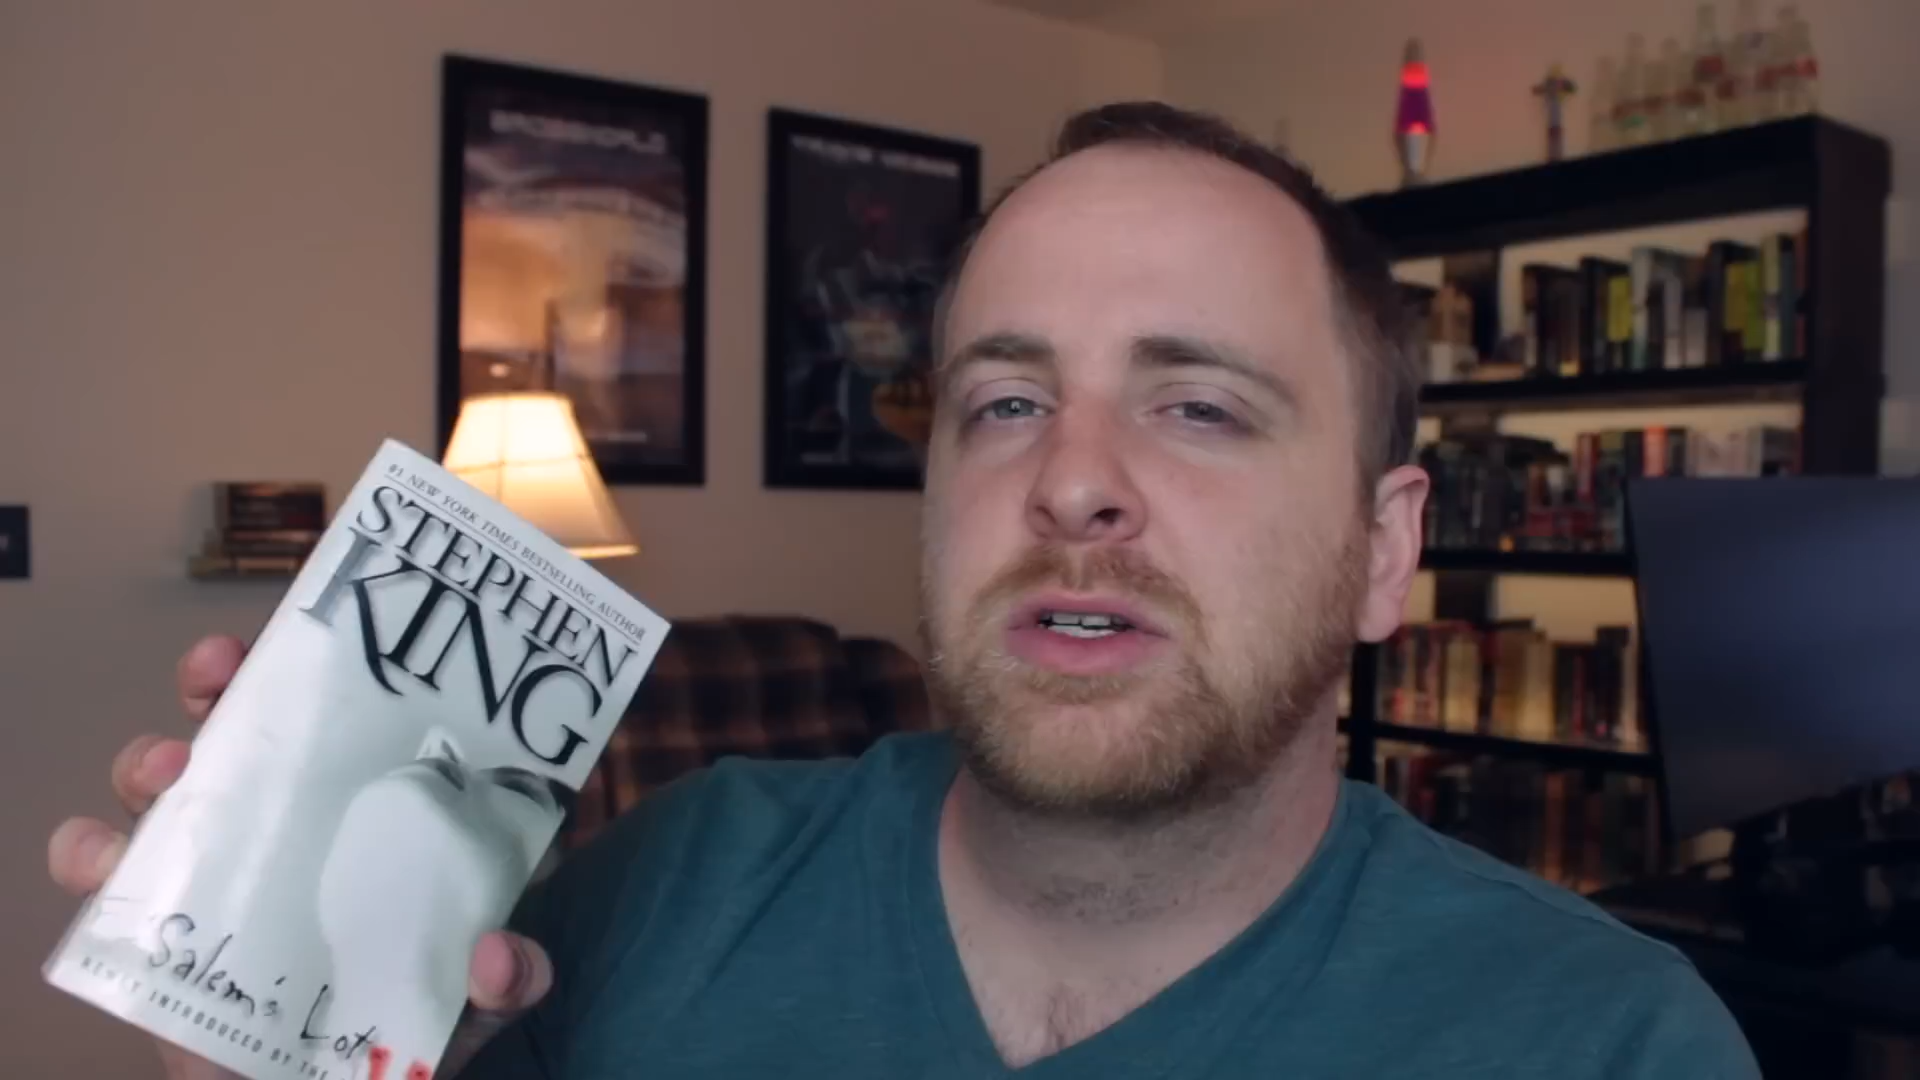 #1 NEW YORK TIMES BESTSELLING AUTHOR
STEPHEN
KING
'Salem's Lot
NEWLY INTRODUCED BY THE